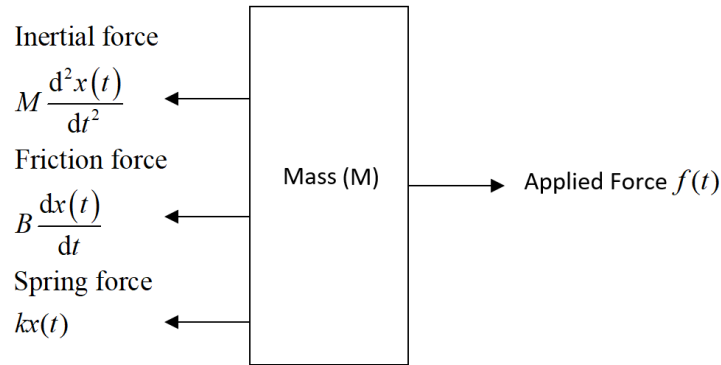 Inertial force
M d²x(t)/dt²
Friction force
B dx(t)/dt
Spring force
kx(t)
Mass (M)
Applied Force f(t)